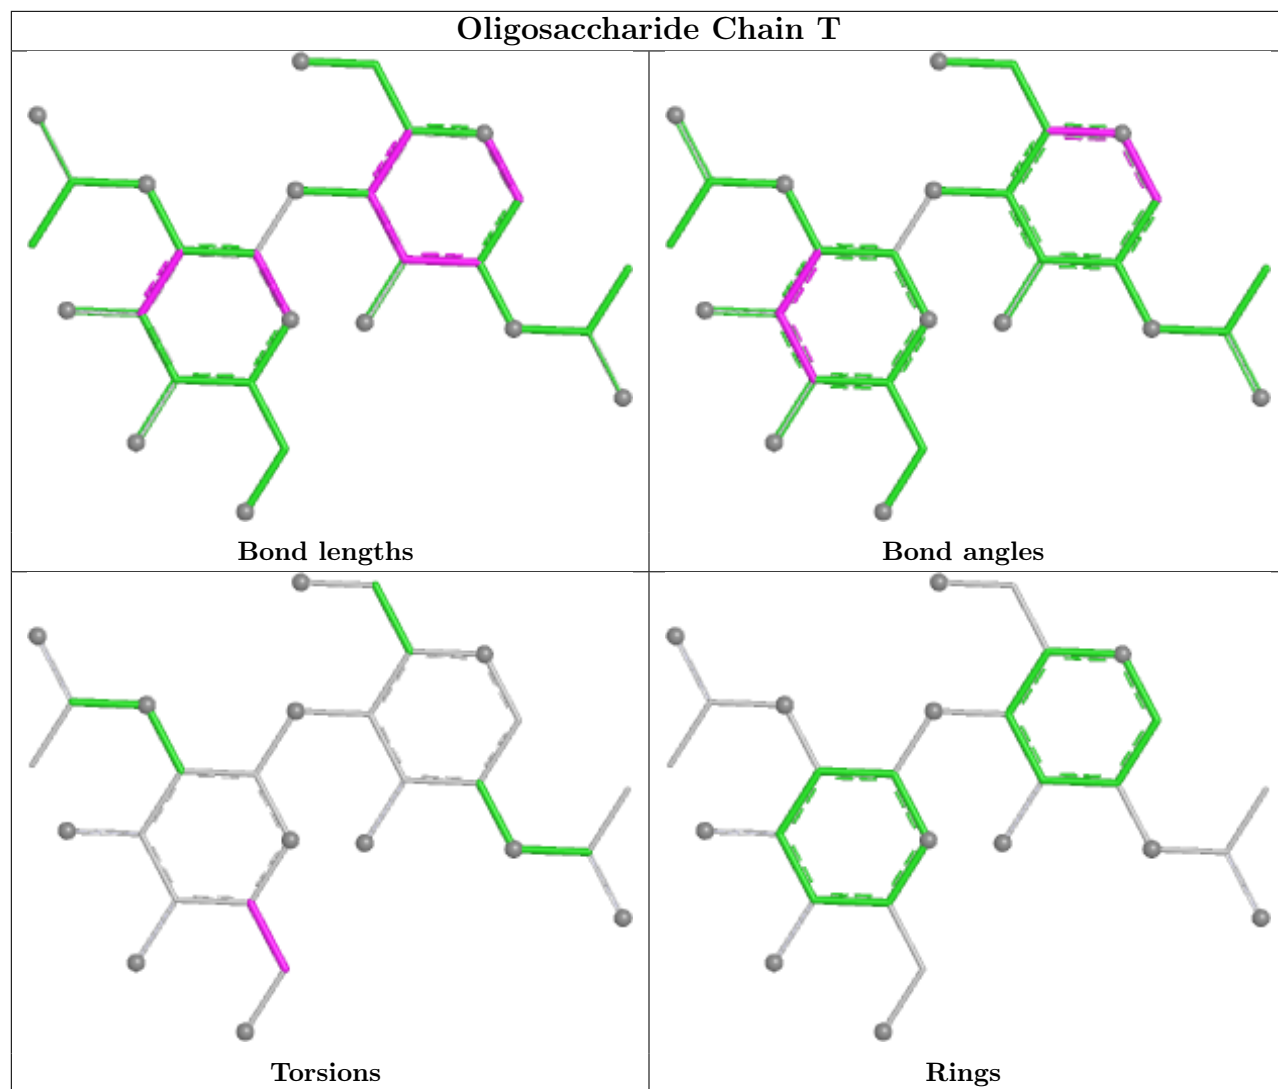 Oligosaccharide Chain T
Bond lengths
Bond angles
Torsions
Rings